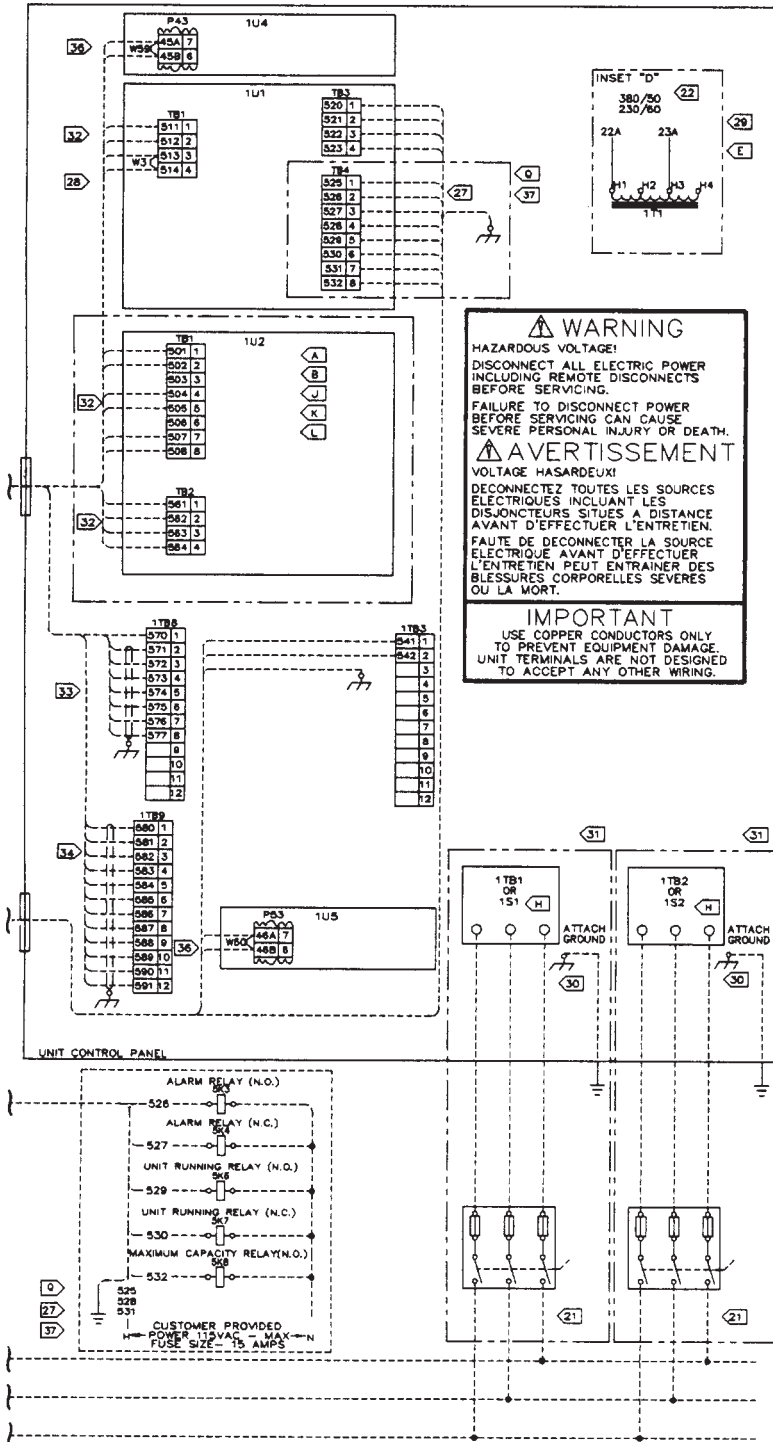 P43
1U4
36
W59
45A 7
45B 6
1U1
TB1
32
511 1
512 2
W3
513 3
514 4
28
TB3
520 1
521 2
522 3
523 4
TB4
525 1
526 2
527 3
528 4
529 5
530 6
531 7
532 8
27
Q
37
INSET "D"
380/50
230/60
22
29
E
22A
23A
H1
H2
H3
H4
1T1
1U2
TB1
501 1
502 2
503 3
504 4
505 5
506 6
507 7
508 8
32
A
B
J
K
L
TB2
32
561 1
582 2
583 3
584 4
WARNING
HAZARDOUS VOLTAGE!
DISCONNECT ALL ELECTRIC POWER
INCLUDING REMOTE DISCONNECTS
BEFORE SERVICING.
FAILURE TO DISCONNECT POWER
BEFORE SERVICING CAN CAUSE
SEVERE PERSONAL INJURY OR DEATH.
AVERTISSEMENT
VOLTAGE HASARDEUX!
DECONNECTEZ TOUTES LES SOURCES
ELECTRIQUES INCLUANT LES
DISJONCTEURS SITUES A DISTANCE
AVANT D'EFFECTUER L'ENTRETIEN.
FAUTE DE DECONNECTER LA SOURCE
ELECTRIQUE AVANT D'EFFECTUER
L'ENTRETIEN PEUT ENTRAINER DES
BLESSURES CORPORELLES SEVERES
OU LA MORT.
IMPORTANT
USE COPPER CONDUCTORS ONLY
TO PREVENT EQUIPMENT DAMAGE.
UNIT TERMINALS ARE NOT DESIGNED
TO ACCEPT ANY OTHER WIRING.
1TB8
570 1
571 2
572 3
573 4
574 5
575 6
576 7
577 8
9
10
11
12
33
1TB3
541 1
542 2
3
4
5
6
7
8
9
10
11
12
1TB9
580 1
581 2
582 3
583 4
584 5
585 6
586 7
587 8
588 9
589 10
590 11
591 12
34
1U5
P53
36
W60
46A 7
46B 6
31
1TB1
OR
1S1
H
ATTACH
GROUND
30
31
1TB2
OR
1S2
H
ATTACH
GROUND
30
UNIT CONTROL PANEL
ALARM RELAY (N.O.)
5K3
526
ALARM RELAY (N.C.)
5K4
527
UNIT RUNNING RELAY (N.O.)
5K6
529
UNIT RUNNING RELAY (N.C.)
5K7
530
MAXIMUM CAPACITY RELAY(N.O.)
5K8
532
Q
27
37
525
528
531
H
N
CUSTOMER PROVIDED
POWER 115VAC - MAX
FUSE SIZE- 15 AMPS
21
21